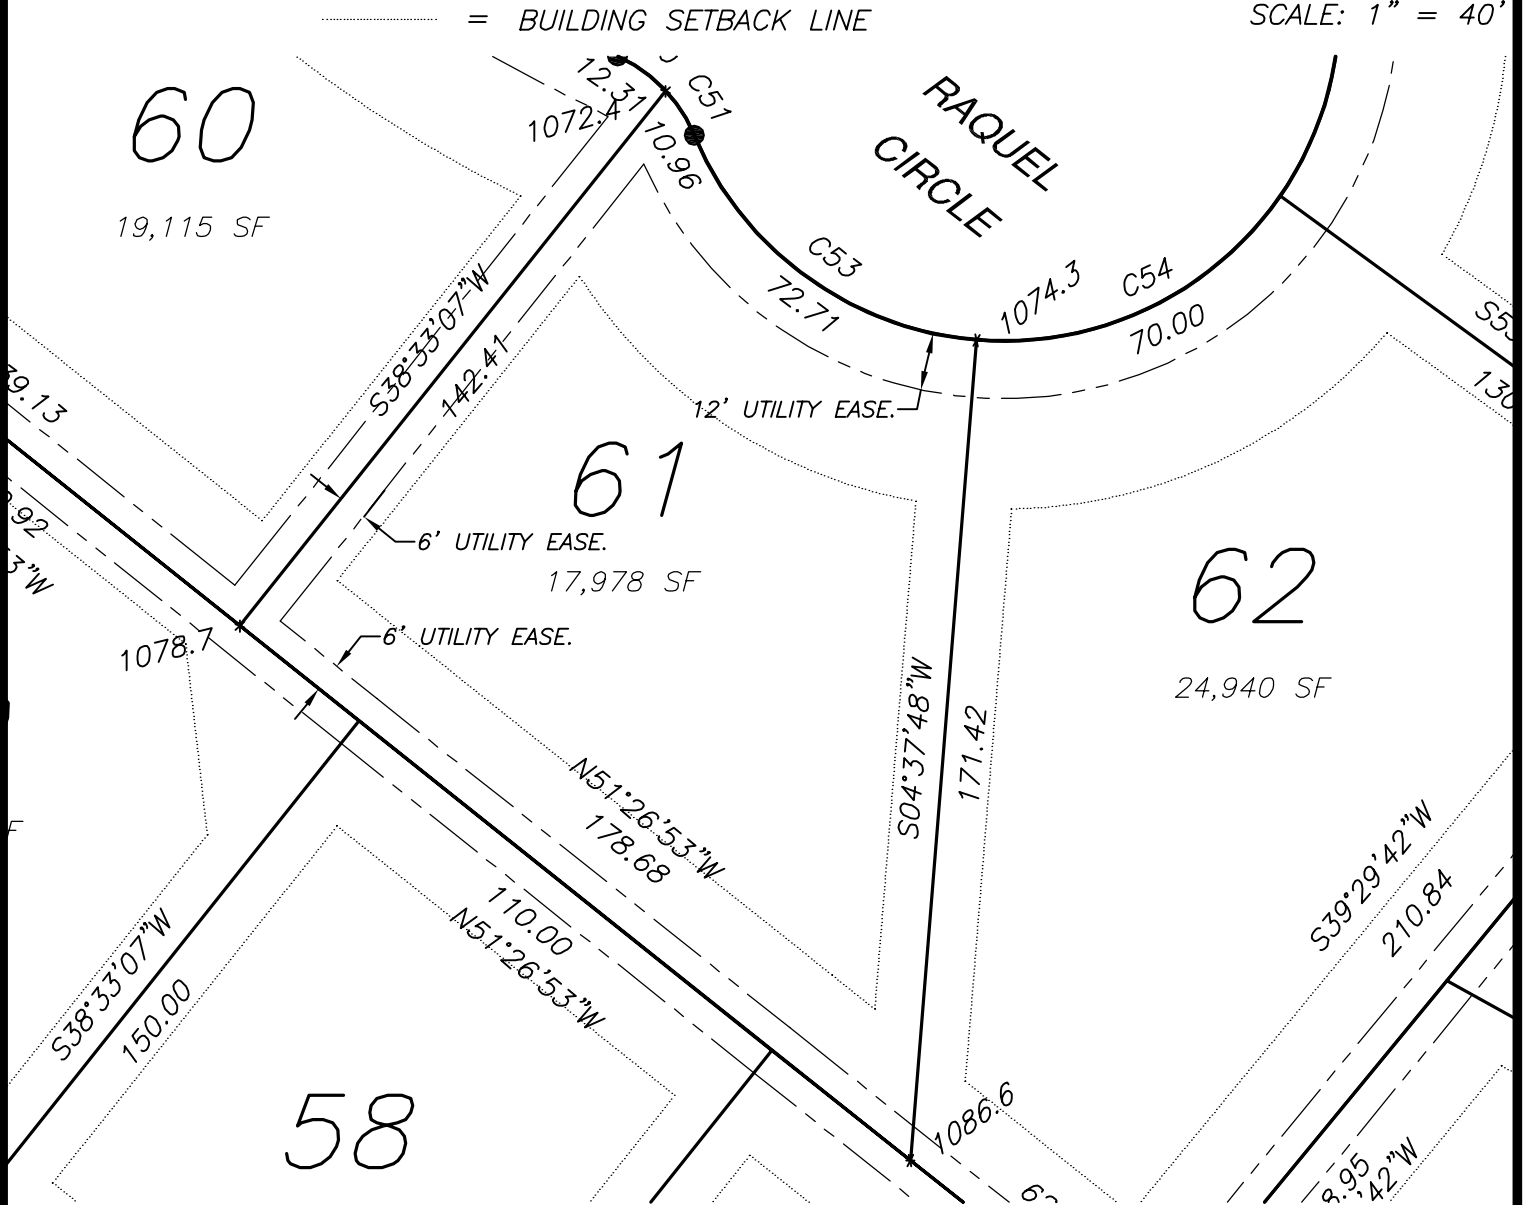 = BUILDING SETBACK LINE
SCALE: 1" = 40'
60
19,115 SF
12.31
1072.4
C51
10.96
RAQUEL
CIRCLE
C53
72.71
1074.3
C54
70.00
S38°33'07"W
142.41
39.13
12' UTILITY EASE.
61
6' UTILITY EASE.
17,978 SF
62
24,940 SF
1078.7
6' UTILITY EASE.
S04°37'48"W
171.42
N51°26'53"W
178.68
110.00
N51°26'53"W
S38°33'07"W
150.00
S39°29'42"W
210.84
58
1086.6